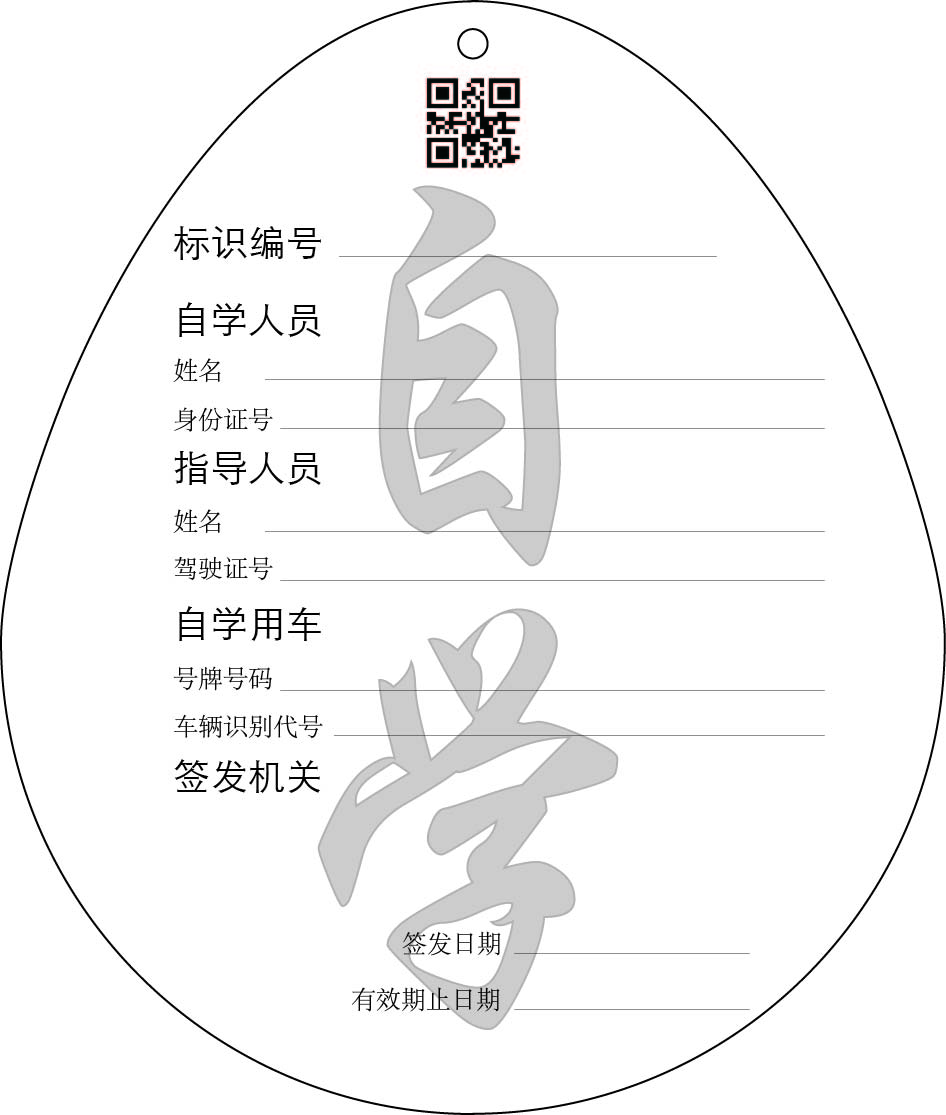 标识编号
自学人员
姓名
身份证号
指导人员
姓名
驾驶证号
自学用车
号牌号码
车辆识别代号
签发机关
签发日期
有效期止日期
自
学